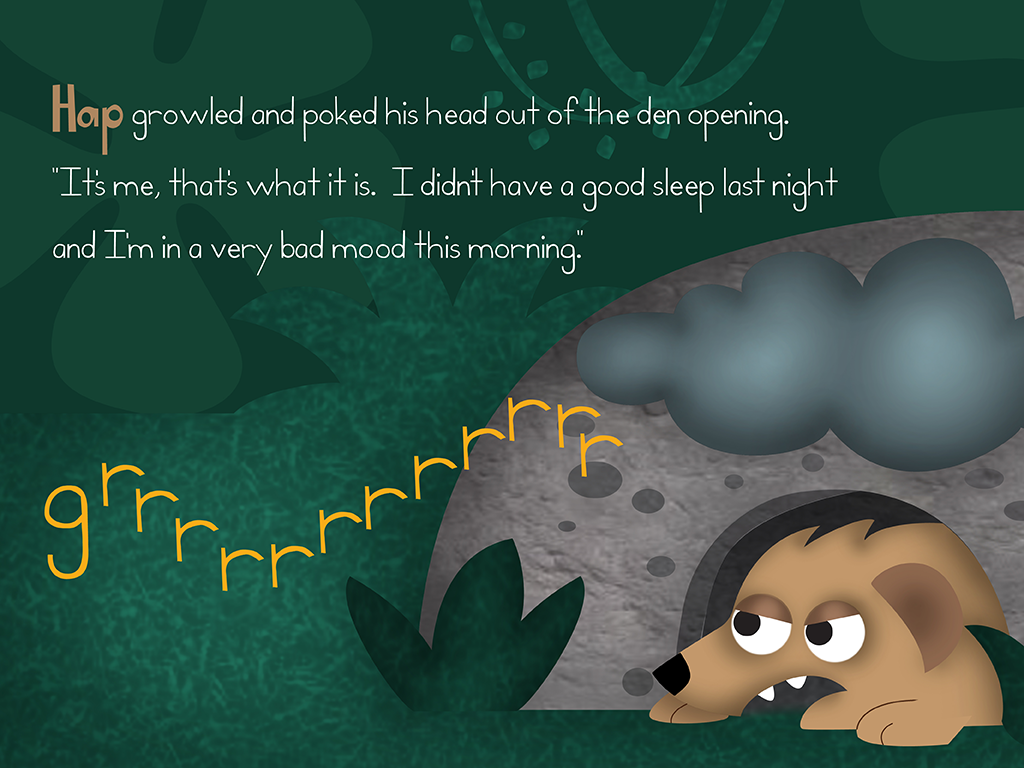 Hap growled and poked his head out of the den opening.
"It's me, that's what it is.  I didn't have a good sleep last night
and I'm in a very bad mood this morning."
grrrrrrrrrrrr